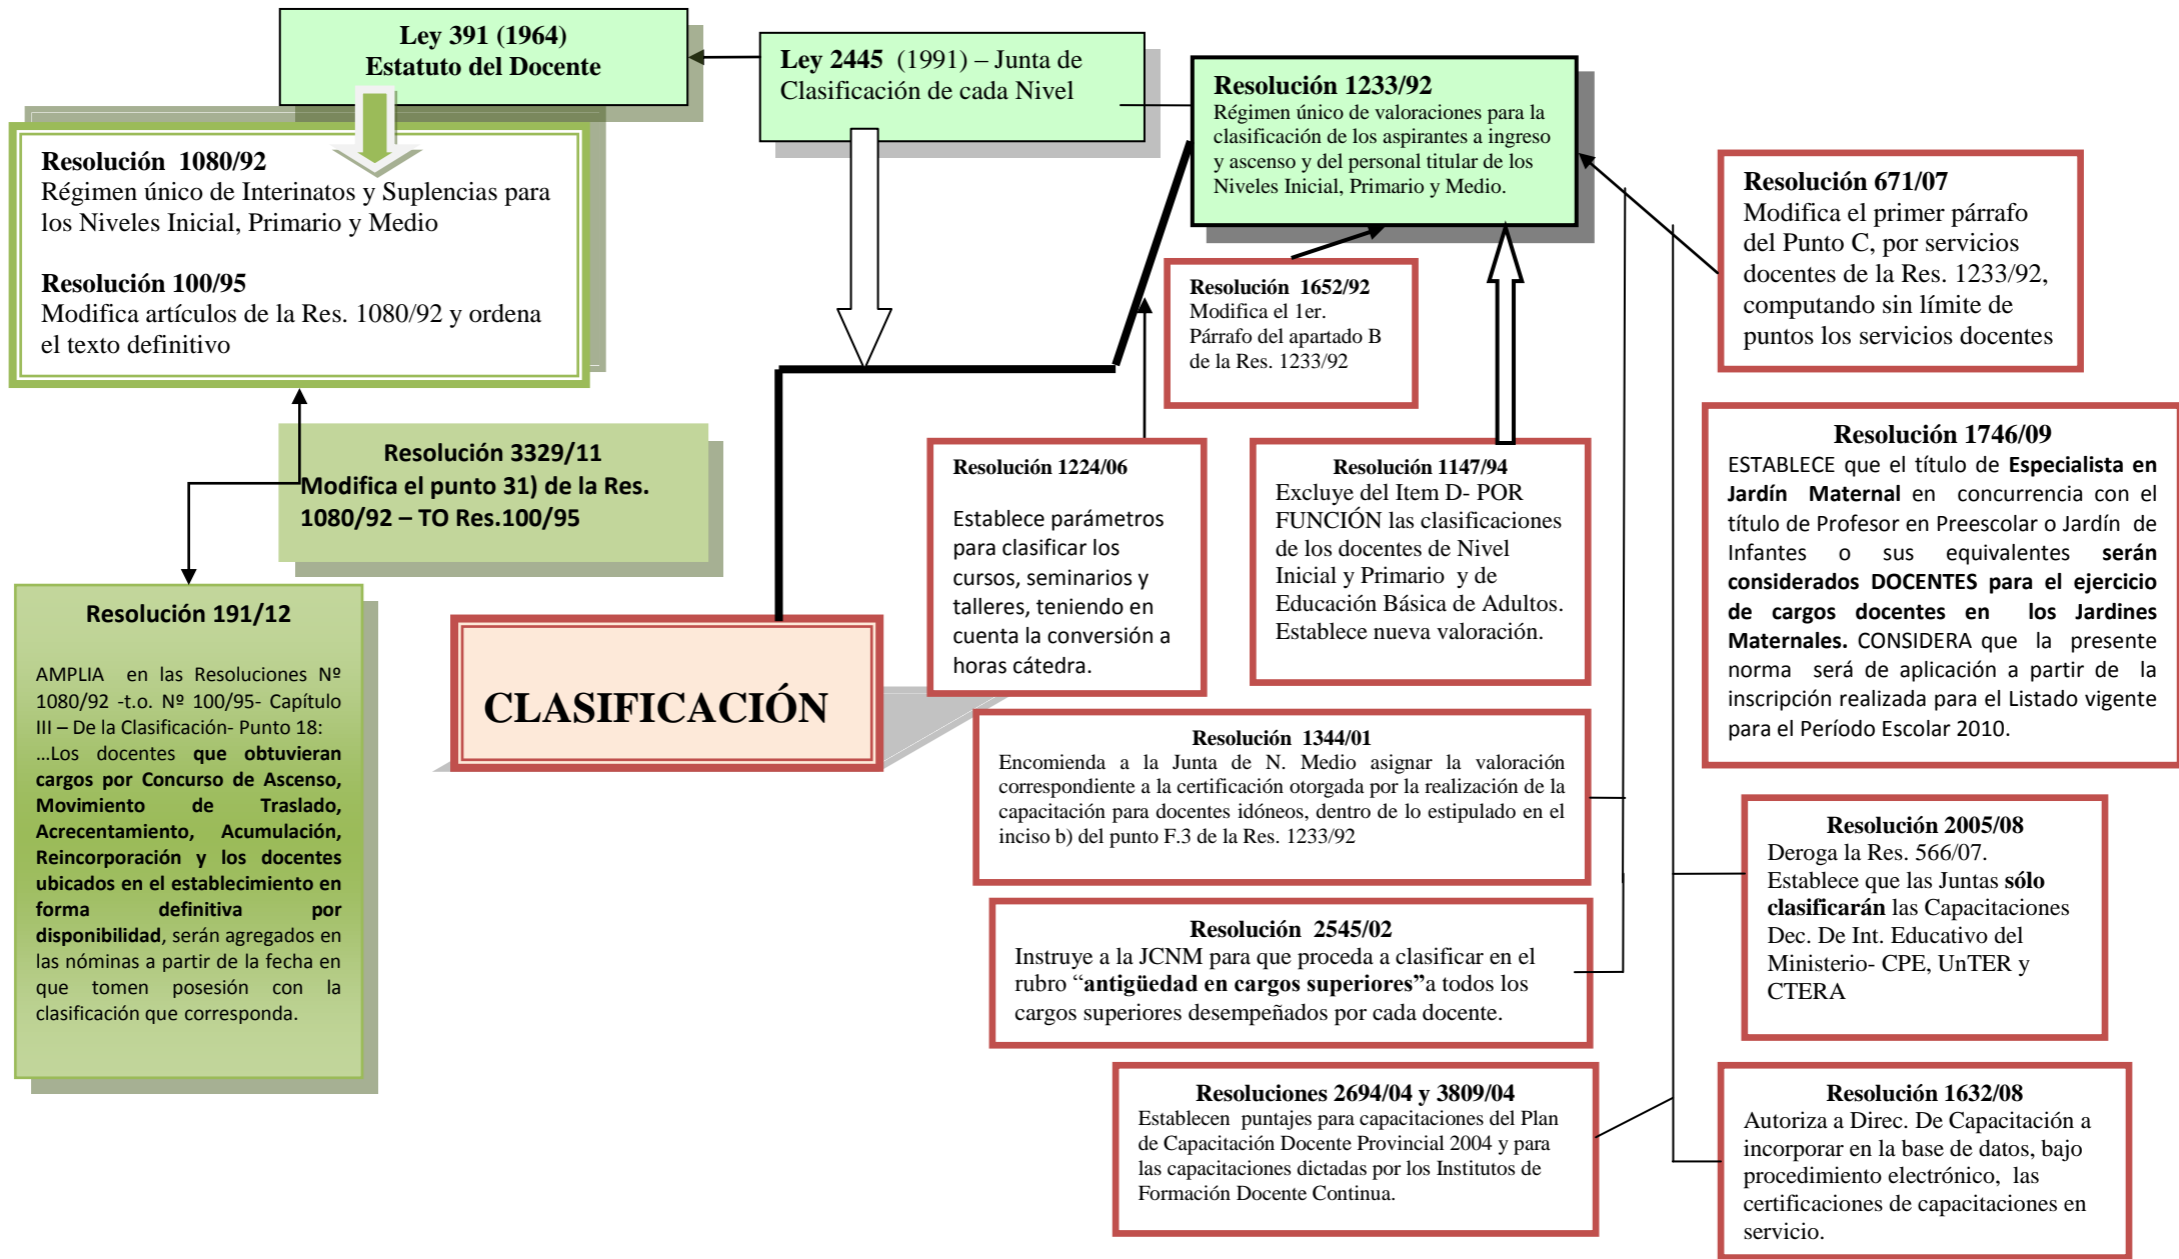 Ley 391 (1964)
Estatuto del Docente
Ley 2445 (1991) – Junta de
Clasificación de cada Nivel
Resolución 1233/92
Régimen único de valoraciones para la
clasificación de los aspirantes a ingreso
y ascenso y del personal titular de los
Niveles Inicial, Primario y Medio.
Resolución 1080/92
Régimen único de Interinatos y Suplencias para
los Niveles Inicial, Primario y Medio
Resolución 100/95
Modifica artículos de la Res. 1080/92 y ordena
el texto definitivo
Resolución 671/07
Modifica el primer párrafo
del Punto C, por servicios
docentes de la Res. 1233/92,
computando sin límite de
puntos los servicios docentes
Resolución 1652/92
Modifica el 1er.
Párrafo del apartado B
de la Res. 1233/92
Resolución 3329/11
Modifica el punto 31) de la Res.
1080/92 – TO Res.100/95
Resolución 1224/06
Establece parámetros
para clasificar los
cursos, seminarios y
talleres, teniendo en
cuenta la conversión a
horas cátedra.
Resolución 1147/94
Excluye del Item D- POR
FUNCIÓN las clasificaciones
de los docentes de Nivel
Inicial y Primario y de
Educación Básica de Adultos.
Establece nueva valoración.
Resolución 1746/09
ESTABLECE que el título de Especialista en
Jardín Maternal en concurrencia con el
título de Profesor en Preescolar o Jardín de
Infantes o sus equivalentes serán
considerados DOCENTES para el ejercicio
de cargos docentes en los Jardines
Maternales. CONSIDERA que la presente
norma será de aplicación a partir de la
inscripción realizada para el Listado vigente
para el Período Escolar 2010.
Resolución 191/12
AMPLIA en las Resoluciones Nº
1080/92 -t.o. Nº 100/95- Capítulo
III – De la Clasificación- Punto 18:
...Los docentes que obtuvieran
cargos por Concurso de Ascenso,
Movimiento de Traslado,
Acrecentamiento, Acumulación,
Reincorporación y los docentes
ubicados en el establecimiento en
forma definitiva por
disponibilidad, serán agregados en
las nóminas a partir de la fecha en
que tomen posesión con la
clasificación que corresponda.
CLASIFICACIÓN
Resolución 1344/01
Encomienda a la Junta de N. Medio asignar la valoración
correspondiente a la certificación otorgada por la realización de la
capacitación para docentes idóneos, dentro de lo estipulado en el
inciso b) del punto F.3 de la Res. 1233/92
Resolución 2005/08
Deroga la Res. 566/07.
Establece que las Juntas sólo
clasificarán las Capacitaciones
Dec. De Int. Educativo del
Ministerio- CPE, UnTER y
CTERA
Resolución 2545/02
Instruye a la JCNM para que proceda a clasificar en el
rubro “antigüedad en cargos superiores”a todos los
cargos superiores desempeñados por cada docente.
Resoluciones 2694/04 y 3809/04
Establecen puntajes para capacitaciones del Plan
de Capacitación Docente Provincial 2004 y para
las capacitaciones dictadas por los Institutos de
Formación Docente Continua.
Resolución 1632/08
Autoriza a Direc. De Capacitación a
incorporar en la base de datos, bajo
procedimiento electrónico, las
certificaciones de capacitaciones en
servicio.